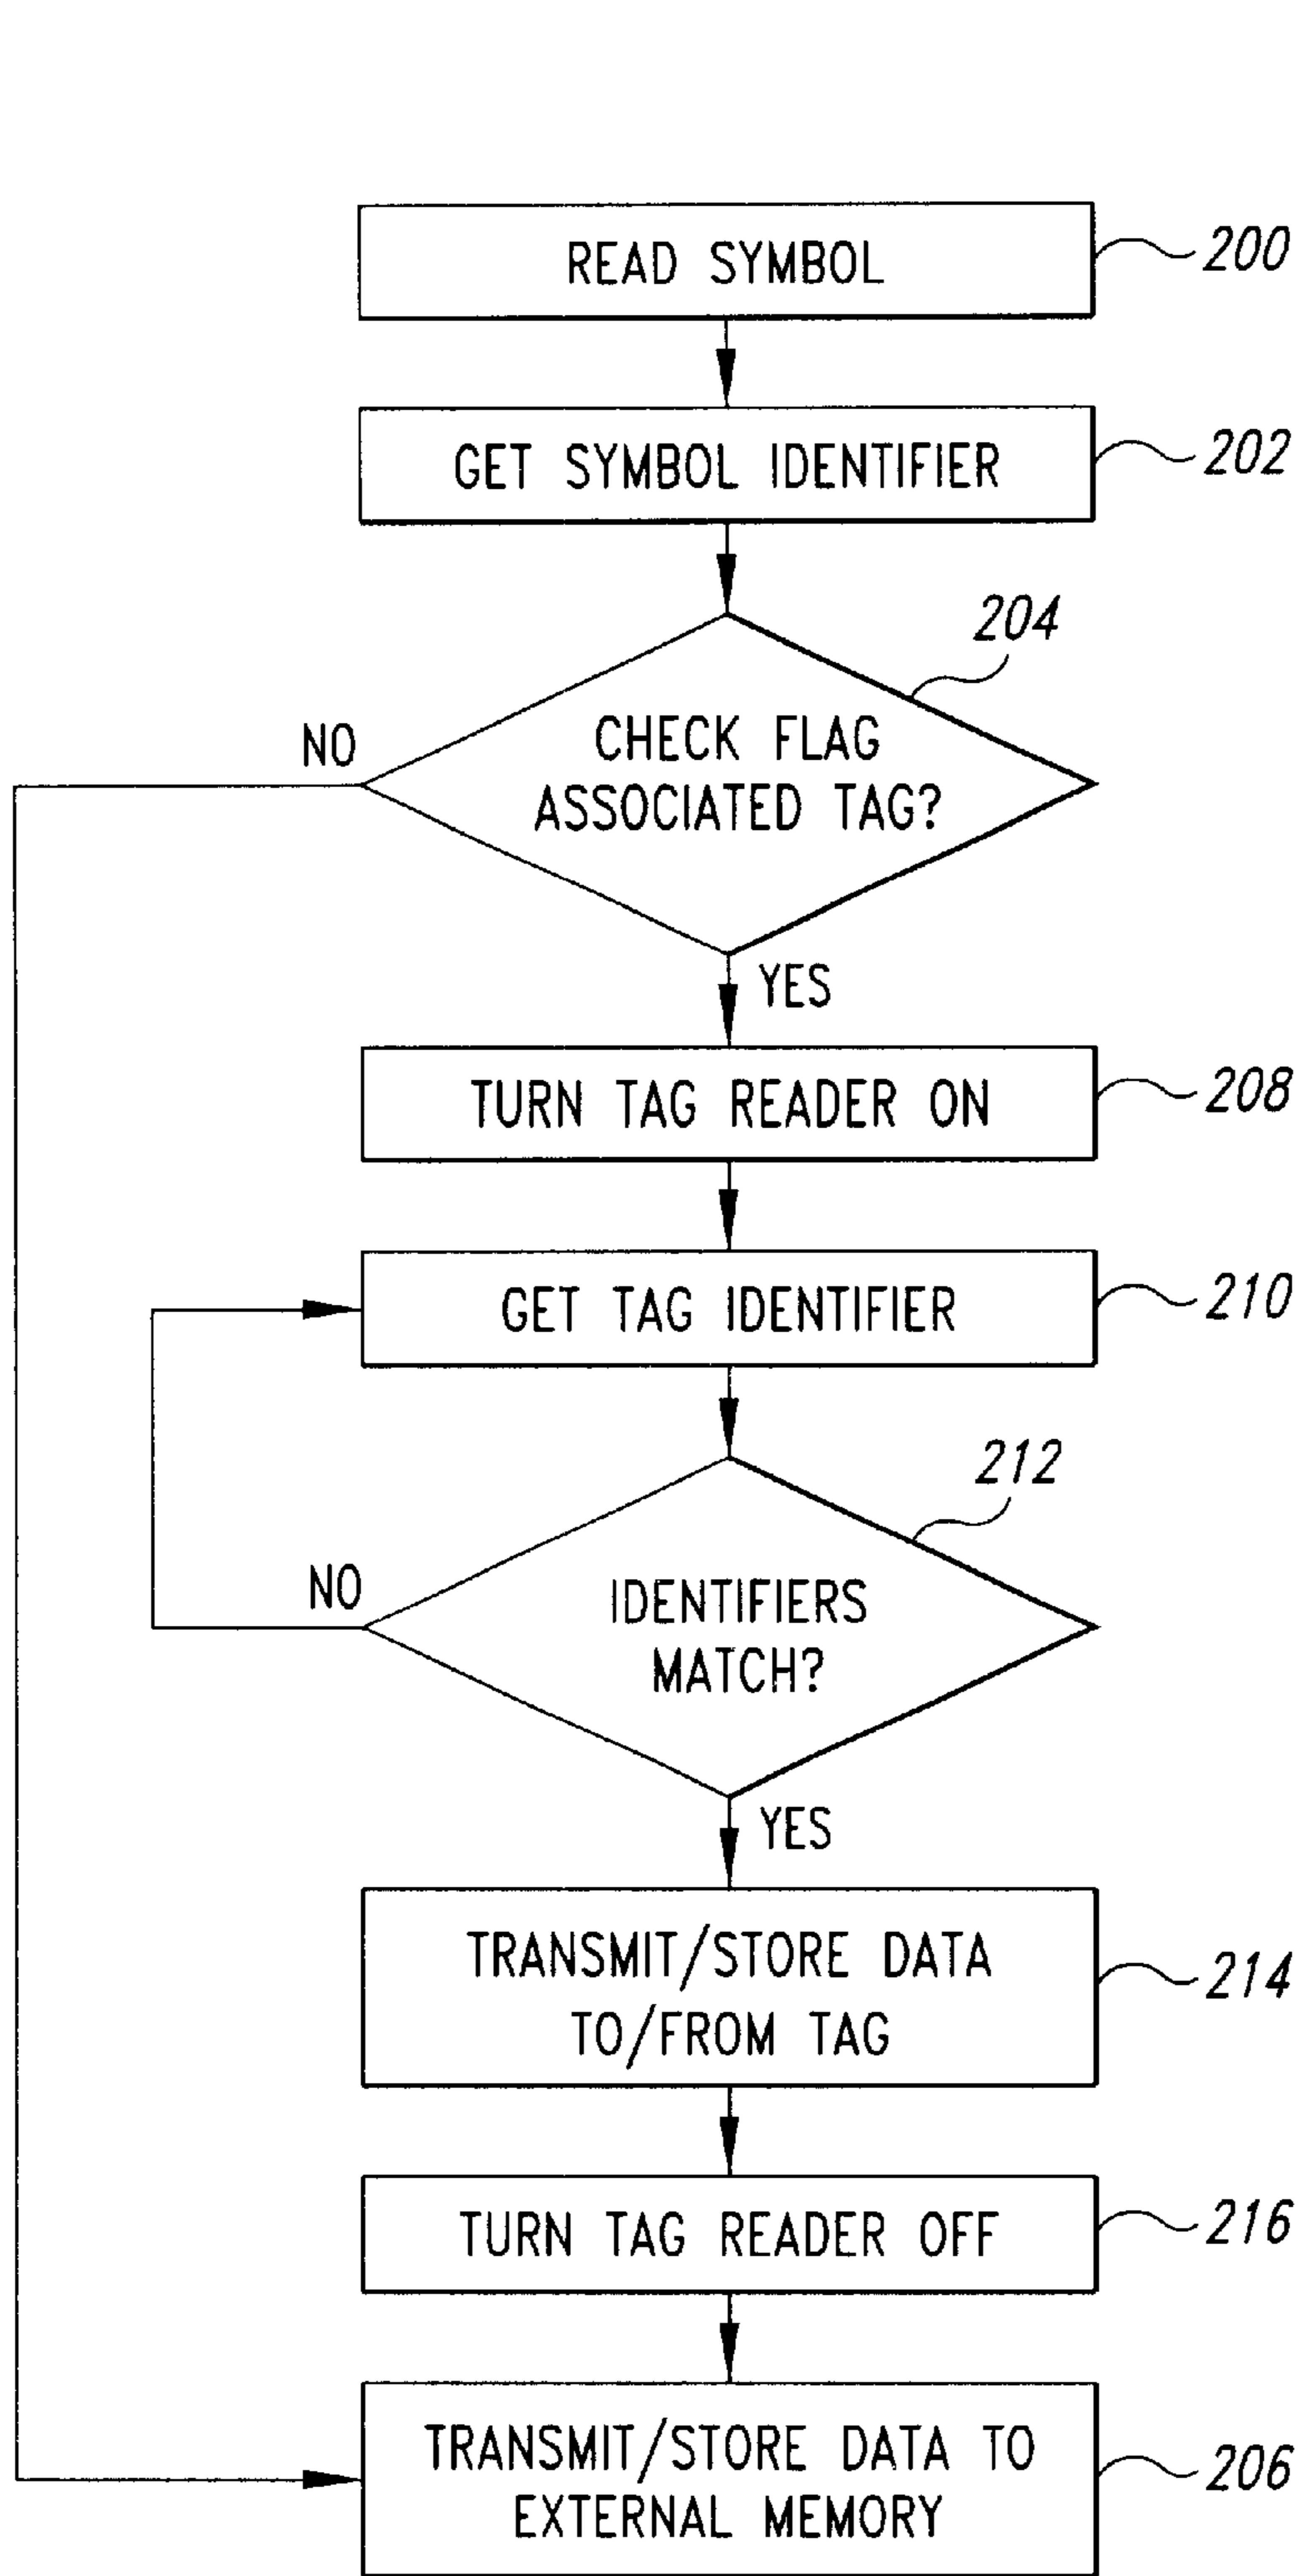 READ SYMBOL
200
GET SYMBOL IDENTIFIER
202
204
CHECK FLAG
ASSOCIATED TAG?
NO
YES
TURN TAG READER ON
208
GET TAG IDENTIFIER
210
212
IDENTIFIERS
MATCH?
NO
YES
TRANSMIT/STORE DATA
TO/FROM TAG
214
TURN TAG READER OFF
216
TRANSMIT/STORE DATA TO
EXTERNAL MEMORY
206